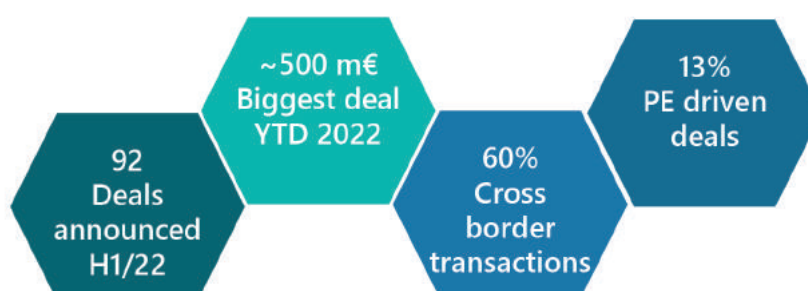 92
Deals
announced
H1/22
~500 m€
Biggest deal
YTD 2022
60%
Cross
border
transactions
13%
PE driven
deals